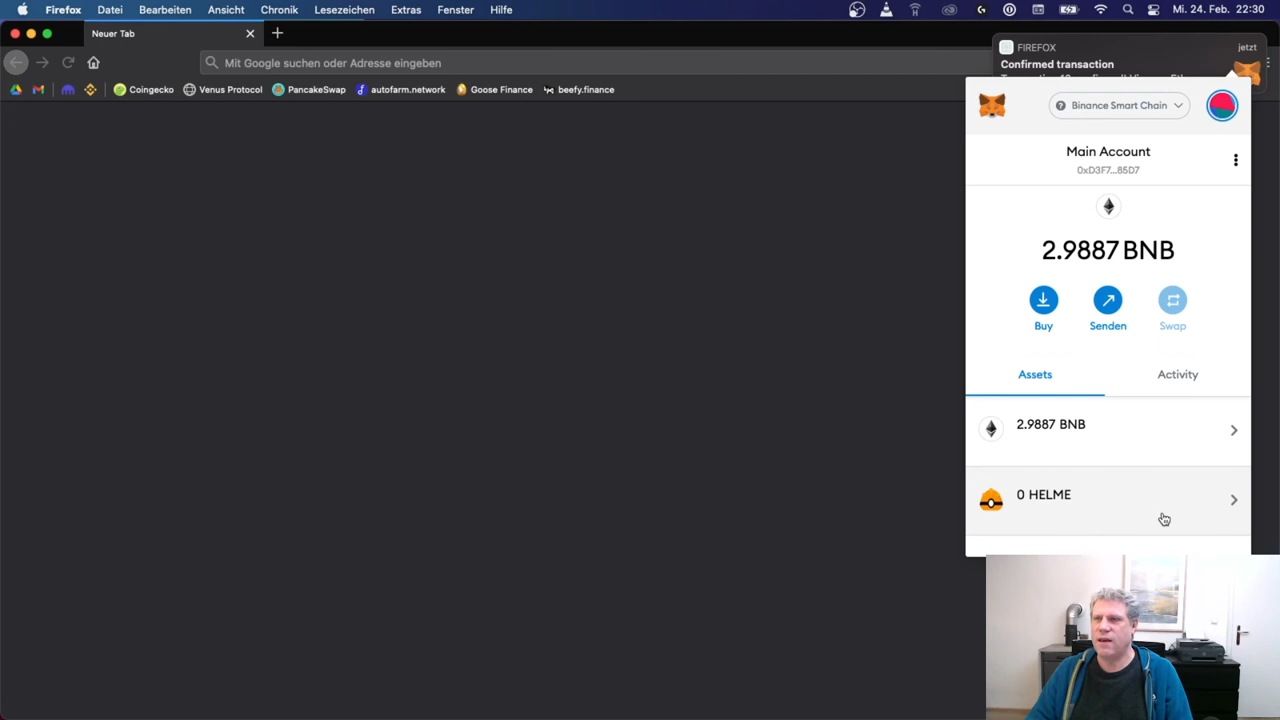 Firefox Datei Bearbeiten Ansicht Chronik Lesezeichen Extras Fenster Hilfe Mi. 24. Feb. 22:30
Neuer Tab
Mit Google suchen oder Adresse eingeben
FIREFOX jetzt
Confirmed transaction
Coingecko Venus Protocol PancakeSwap autofarm.network Goose Finance beefy.finance
Binance Smart Chain
Main Account
0xD3F7...85D7
2.9887 BNB
Buy Senden Swap
Assets Activity
2.9887 BNB
0 HELME